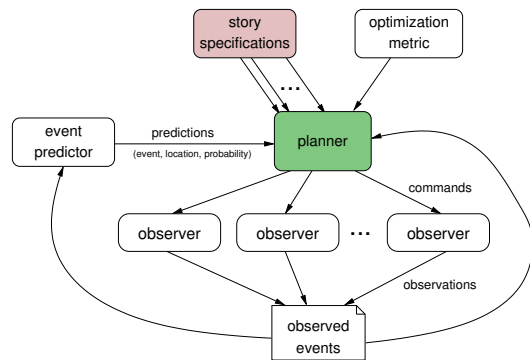 story
specifications
optimization
metric
...
event
predictor
predictions
(event, location, probability)
planner
commands
observer
observer
...
observer
observations
observed
events